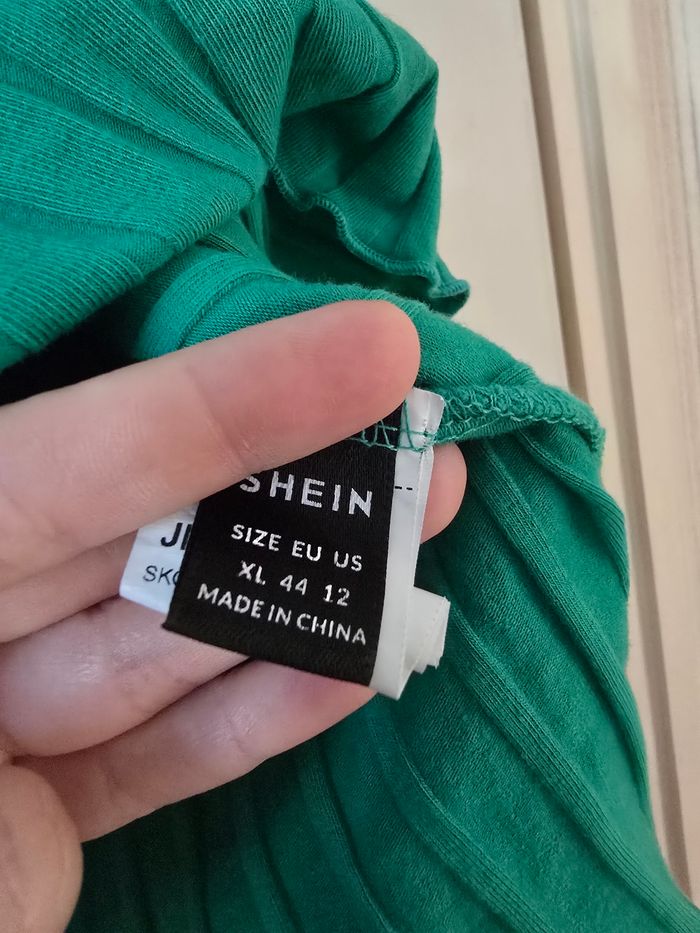 SHEIN
SIZE EU US
XL 44 12
MADE IN CHINA